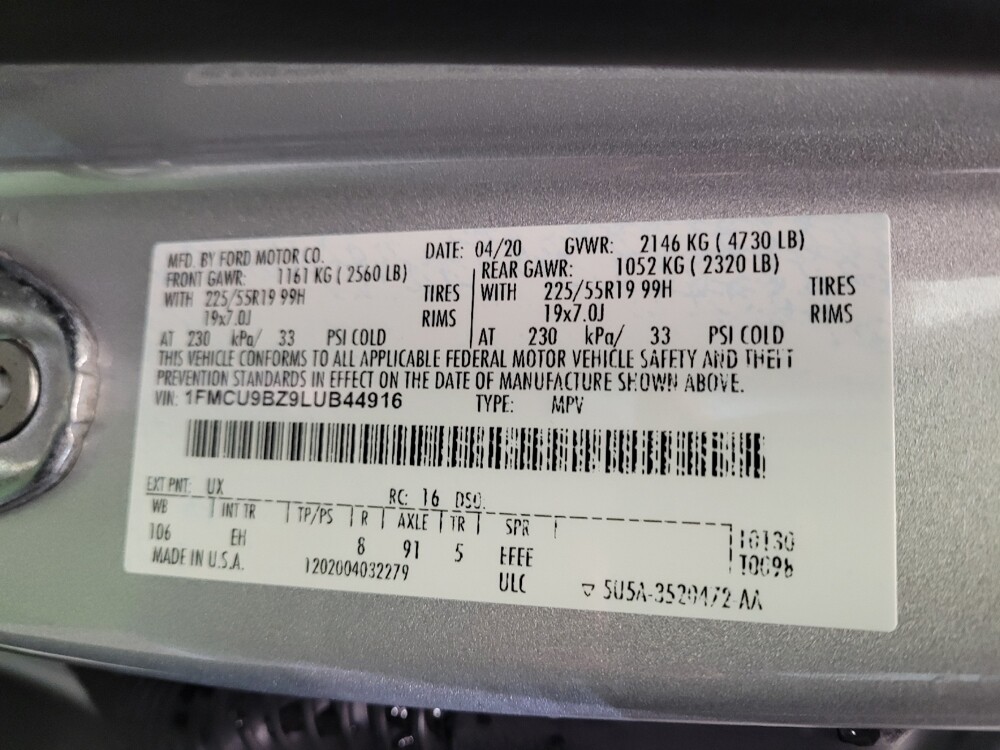 MFD. BY FORD MOTOR CO. DATE: 04/20 GVWR: 2146 KG ( 4730 LB)
FRONT GAWR: 1161 KG ( 2560 LB) REAR GAWR: 1052 KG ( 2320 LB)
WITH 225/55R19 99H TIRES WITH 225/55R19 99H TIRES
19x7.0J RIMS 19x7.0J RIMS
AT 230 kPa/ 33 PSI COLD AT 230 kPa/ 33 PSI COLD
THIS VEHICLE CONFORMS TO ALL APPLICABLE FEDERAL MOTOR VEHICLE SAFETY AND THEFT
PREVENTION STANDARDS IN EFFECT ON THE DATE OF MANUFACTURE SHOWN ABOVE.
VIN: 1FMCU9BZ9LUB44916 TYPE: MPV
EXT PNT: UX RC: 16 DSO:
WB INT TR TP/PS R AXLE TR SPR
106 EH 8 91 5 EFEE
MADE IN U.S.A. 1202004032279 ULC 5U5A-3520472-AA